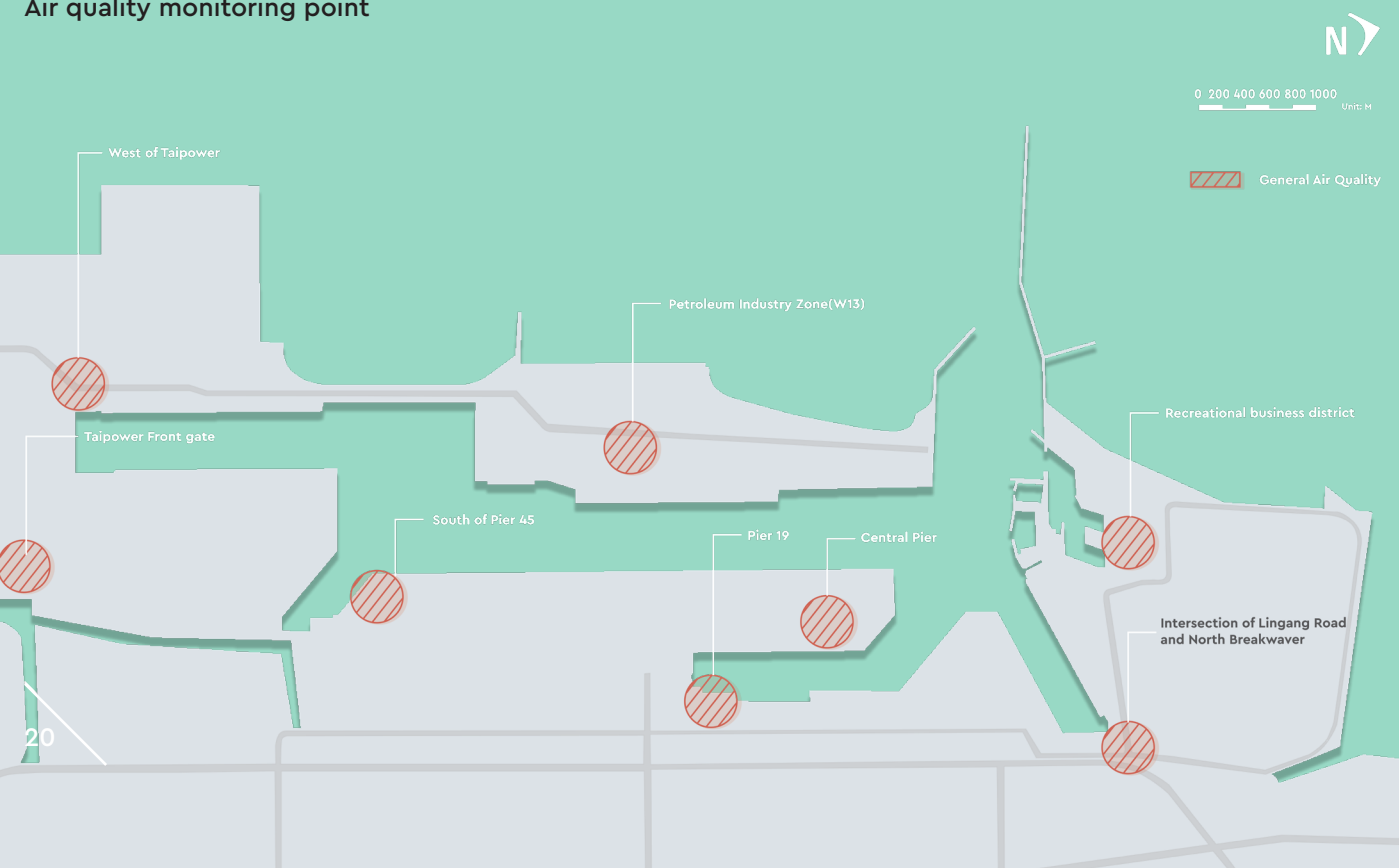 Air quality monitoring point
N
0 200 400 600 800 1000
Unit: M
West of Taipower
General Air Quality
Petroleum Industry Zone(W13)
Recreational business district
Taipower Front gate
South of Pier 45
Pier 19
Central Pier
Intersection of Lingang Road
and North Breakwaver
20